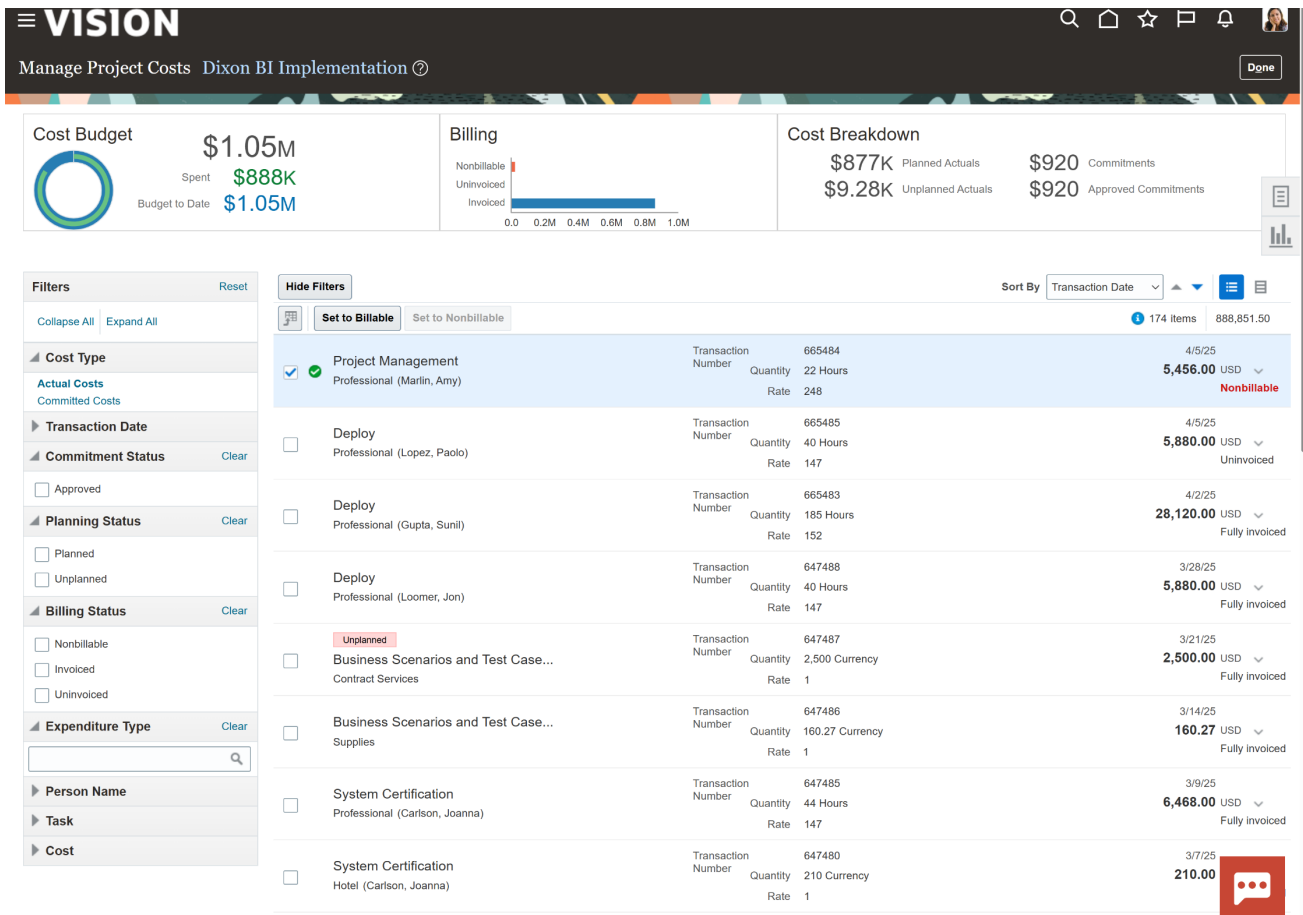 VISION
Manage Project Costs Dixon BI Implementation ?
Done
Cost Budget
$1.05M
Spent $888K
Budget to Date $1.05M
Billing
Nonbillable
Uninvoiced
Invoiced
0.0 0.2M 0.4M 0.6M 0.8M 1.0M
Cost Breakdown
$877K Planned Actuals $920 Commitments
$9.28K Unplanned Actuals $920 Approved Commitments
Filters Reset
Collapse All Expand All
Cost Type
Actual Costs
Committed Costs
Transaction Date
Commitment Status Clear
Approved
Planning Status Clear
Planned
Unplanned
Billing Status Clear
Nonbillable
Invoiced
Uninvoiced
Expenditure Type Clear
Person Name
Task
Cost
Hide Filters
Sort By Transaction Date
Set to Billable Set to Nonbillable
174 items 888,851.50
Project Management
Professional (Marlin, Amy)
Transaction Number 665484
Quantity 22 Hours
Rate 248
4/5/25
5,456.00 USD
Nonbillable
Deploy
Professional (Lopez, Paolo)
Transaction Number 665485
Quantity 40 Hours
Rate 147
4/5/25
5,880.00 USD
Uninvoiced
Deploy
Professional (Gupta, Sunil)
Transaction Number 665483
Quantity 185 Hours
Rate 152
4/2/25
28,120.00 USD
Fully invoiced
Deploy
Professional (Loomer, Jon)
Transaction Number 647488
Quantity 40 Hours
Rate 147
3/28/25
5,880.00 USD
Fully invoiced
Unplanned
Business Scenarios and Test Case...
Contract Services
Transaction Number 647487
Quantity 2,500 Currency
Rate 1
3/21/25
2,500.00 USD
Fully invoiced
Business Scenarios and Test Case...
Supplies
Transaction Number 647486
Quantity 160.27 Currency
Rate 1
3/14/25
160.27 USD
Fully invoiced
System Certification
Professional (Carlson, Joanna)
Transaction Number 647485
Quantity 44 Hours
Rate 147
3/9/25
6,468.00 USD
Fully invoiced
System Certification
Hotel (Carlson, Joanna)
Transaction Number 647480
Quantity 210 Currency
Rate 1
3/7/25
210.00